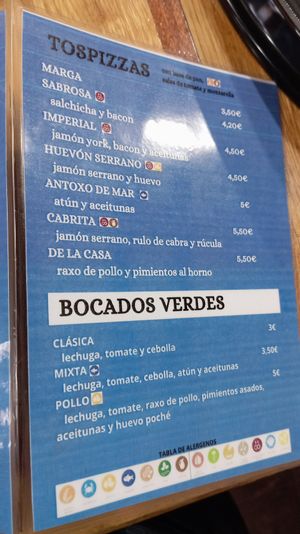 TOSPIZZAS
con base de pan,
salsa de tomate y mozzarella
MARGA 3,50€
SABROSA 4,20€
salchicha y bacon
IMPERIAL 4,50€
jamón york, bacon y aceitunas
HUEVÓN SERRANO 4,50€
jamón serrano y huevo
ANTOXO DE MAR 5€
atún y aceitunas
CABRITA 5,50€
jamón serrano, rulo de cabra y rúcula
DE LA CASA 5,50€
raxo de pollo y pimientos al horno
BOCADOS VERDES
CLÁSICA 3€
lechuga, tomate y cebolla
MIXTA 3,50€
lechuga, tomate, cebolla, atún y aceitunas
POLLO 5€
lechuga, tomate, raxo de pollo, pimientos asados,
aceitunas y huevo poché
TABLA DE ALERGENOS